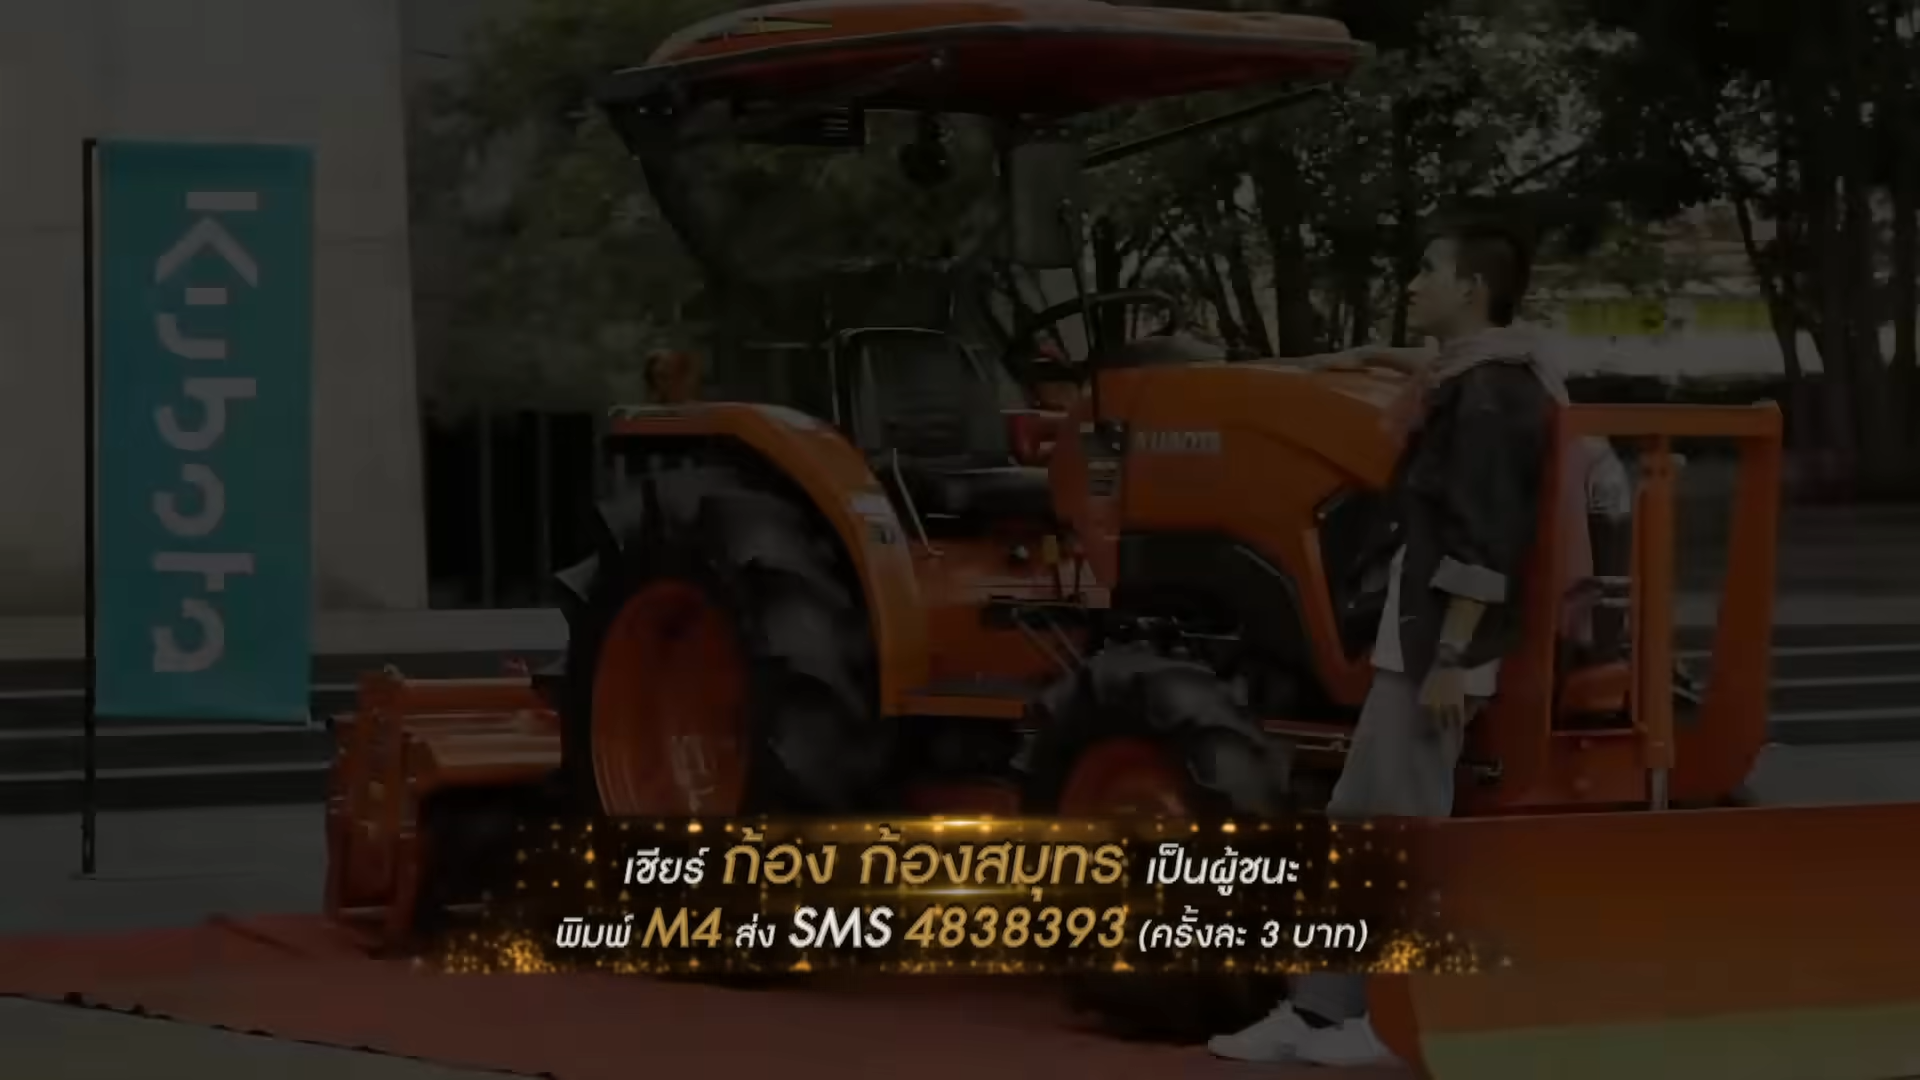 Kubota
KUBOTA
เชียร์ ก้อง ก้องสมุทร เป็นผู้ชนะ
พิมพ์ M4 ส่ง SMS 4838393 (ครั้งละ 3 บาท)